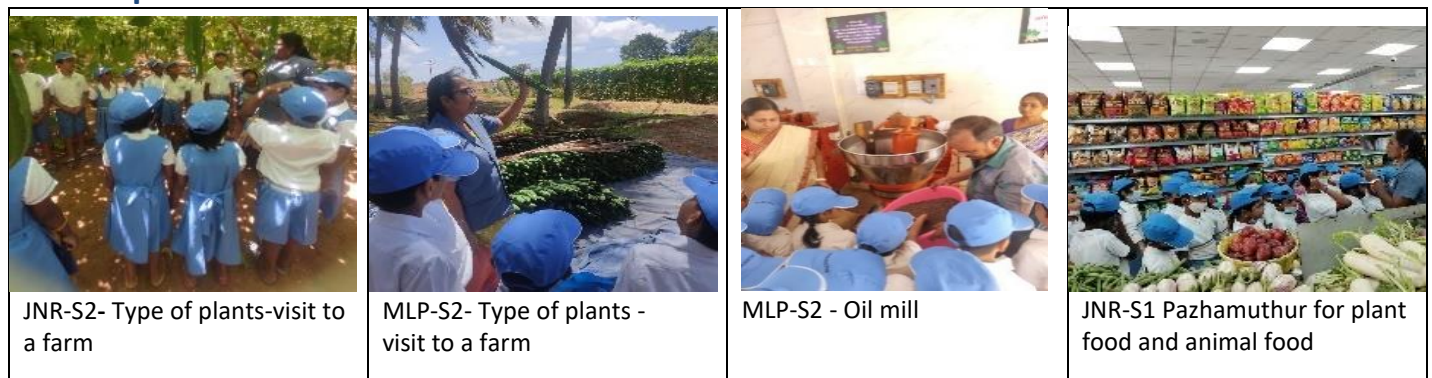 JNR-S2- Type of plants-visit to
a farm
MLP-S2- Type of plants -
visit to a farm
MLP-S2 - Oil mill
JNR-S1 Pazhamuthur for plant
food and animal food